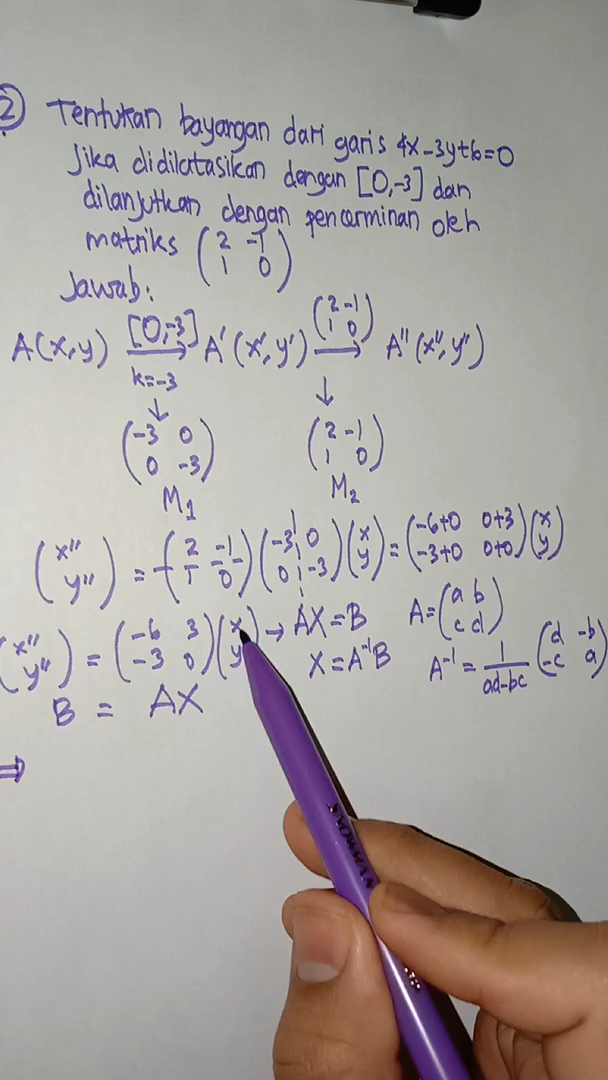 ② Tentukan bayangan dari garis 4x-3y+6=0
Jika didilatasikan dengan [0,-3] dan
dilanjutkan dengan pencerminan oleh
matriks (2 -1
1 0)
Jawab:
A(x,y) [0,-3] → k=-3 A'(x',y') (2 -1
1 0) → A''(x'',y'')
↓ ↓
(-3 0
0 -3) (2 -1
1 0)
M₁ M₂
(x''
y'') = (2 -1
1 0) (-3 0
0 -3) (x
y) = (-6+0 0+3
-3+0 0+0) (x
y)
(x''
y'') = (-6 3
-3 0) (x
y) → AX=B A=(a b
c d)
X=A⁻¹B A⁻¹ = 1/ad-bc (d -b
-c a)
B = AX
⇒